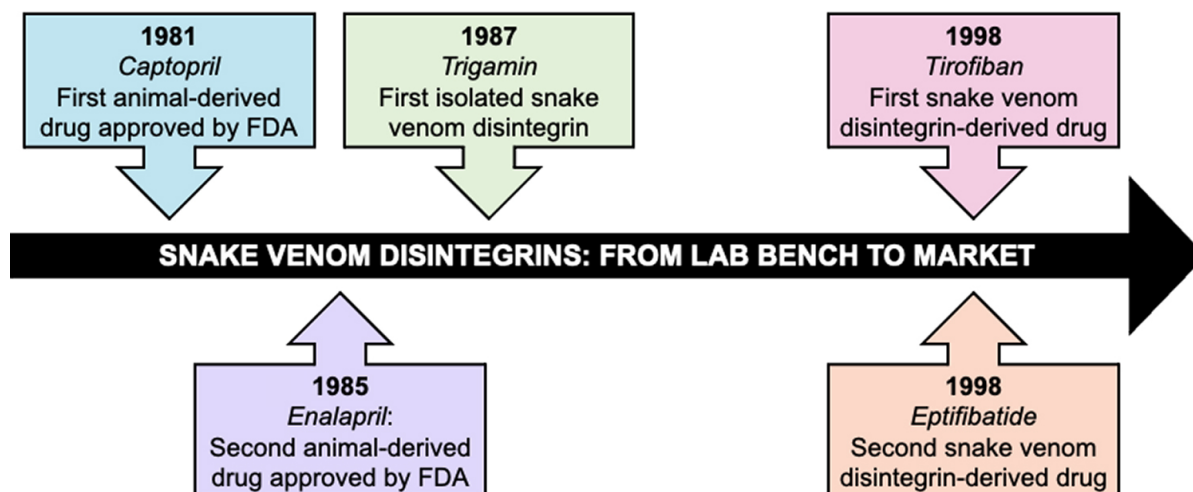 1981
Captopril
First animal-derived
drug approved by FDA
1987
Trigamin
First isolated snake
venom disintegrin
1998
Tirofiban
First snake venom
disintegrin-derived drug
SNAKE VENOM DISINTEGRINS: FROM LAB BENCH TO MARKET
1985
Enalapril:
Second animal-derived
drug approved by FDA
1998
Eptifibatide
Second snake venom
disintegrin-derived drug